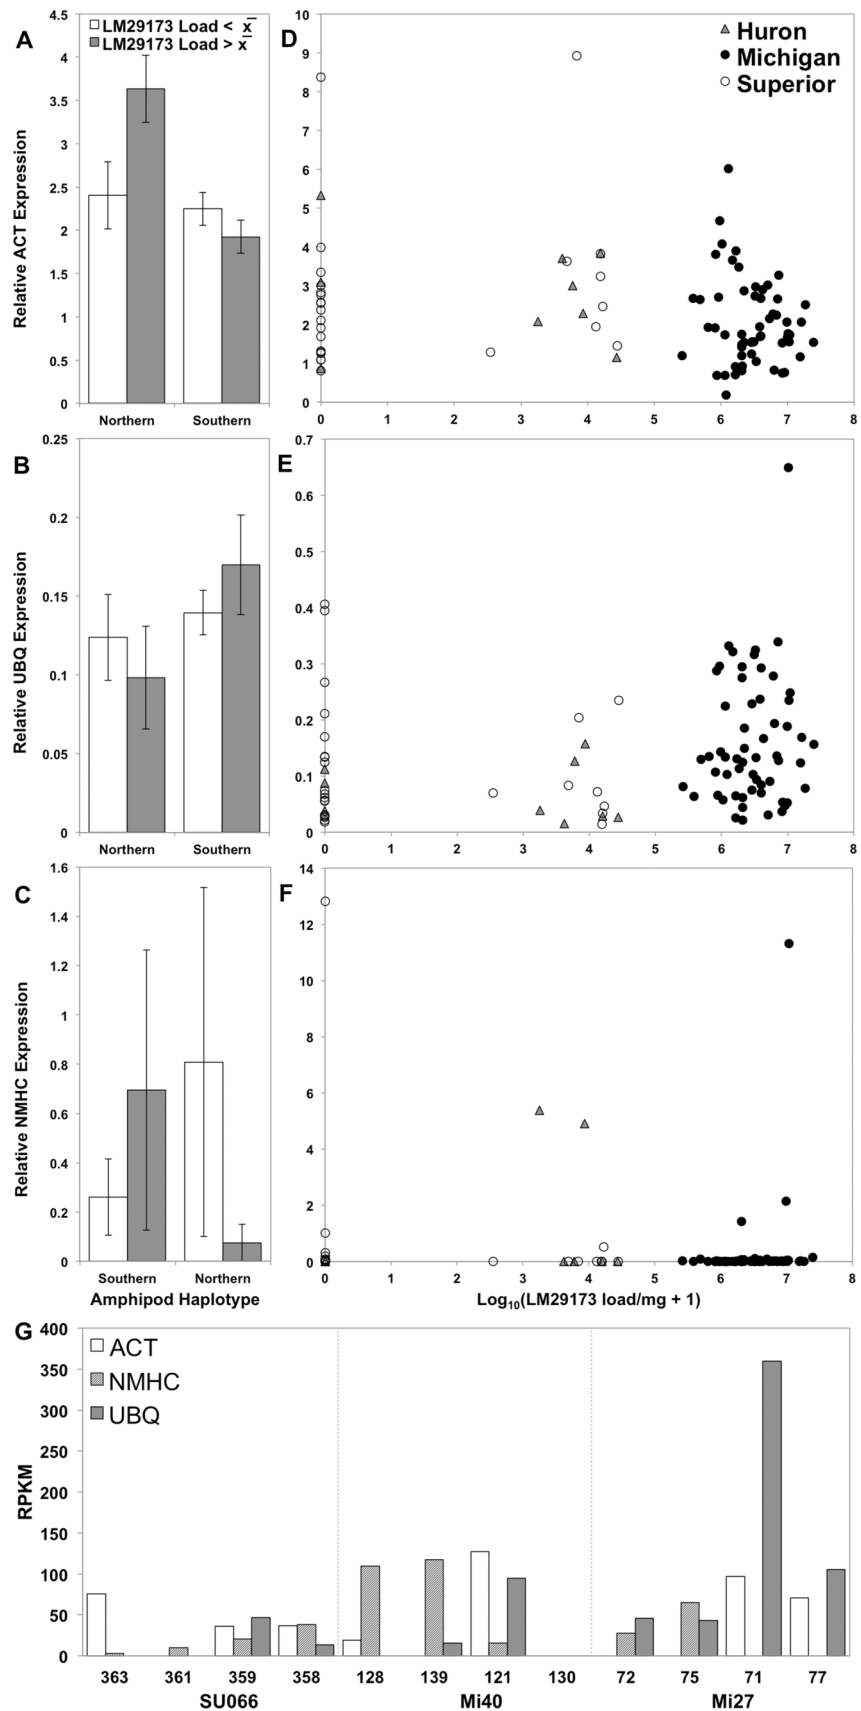 A
LM29173 Load < x̄
LM29173 Load > x̄
Relative ACT Expression
4.5
4
3.5
3
2.5
2
1.5
1
0.5
0
Northern Southern
D
Huron
Michigan
Superior
10
9
8
7
6
5
4
3
2
1
0
0 1 2 3 4 5 6 7 8
B
Relative UBQ Expression
0.25
0.2
0.15
0.1
0.05
0
Northern Southern
E
0.7
0.6
0.5
0.4
0.3
0.2
0.1
0
0 1 2 3 4 5 6 7 8
C
Relative NMHC Expression
1.6
1.4
1.2
1
0.8
0.6
0.4
0.2
0
Southern Northern
Amphipod Haplotype
F
14
12
10
8
6
4
2
0
0 1 2 3 4 5 6 7 8
Log10(LM29173 load/mg + 1)
G
ACT
NMHC
UBQ
RPKM
400
350
300
250
200
150
100
50
0
363 361 359 358 128 139 121 130 72 75 71 77
SU066 Mi40 Mi27